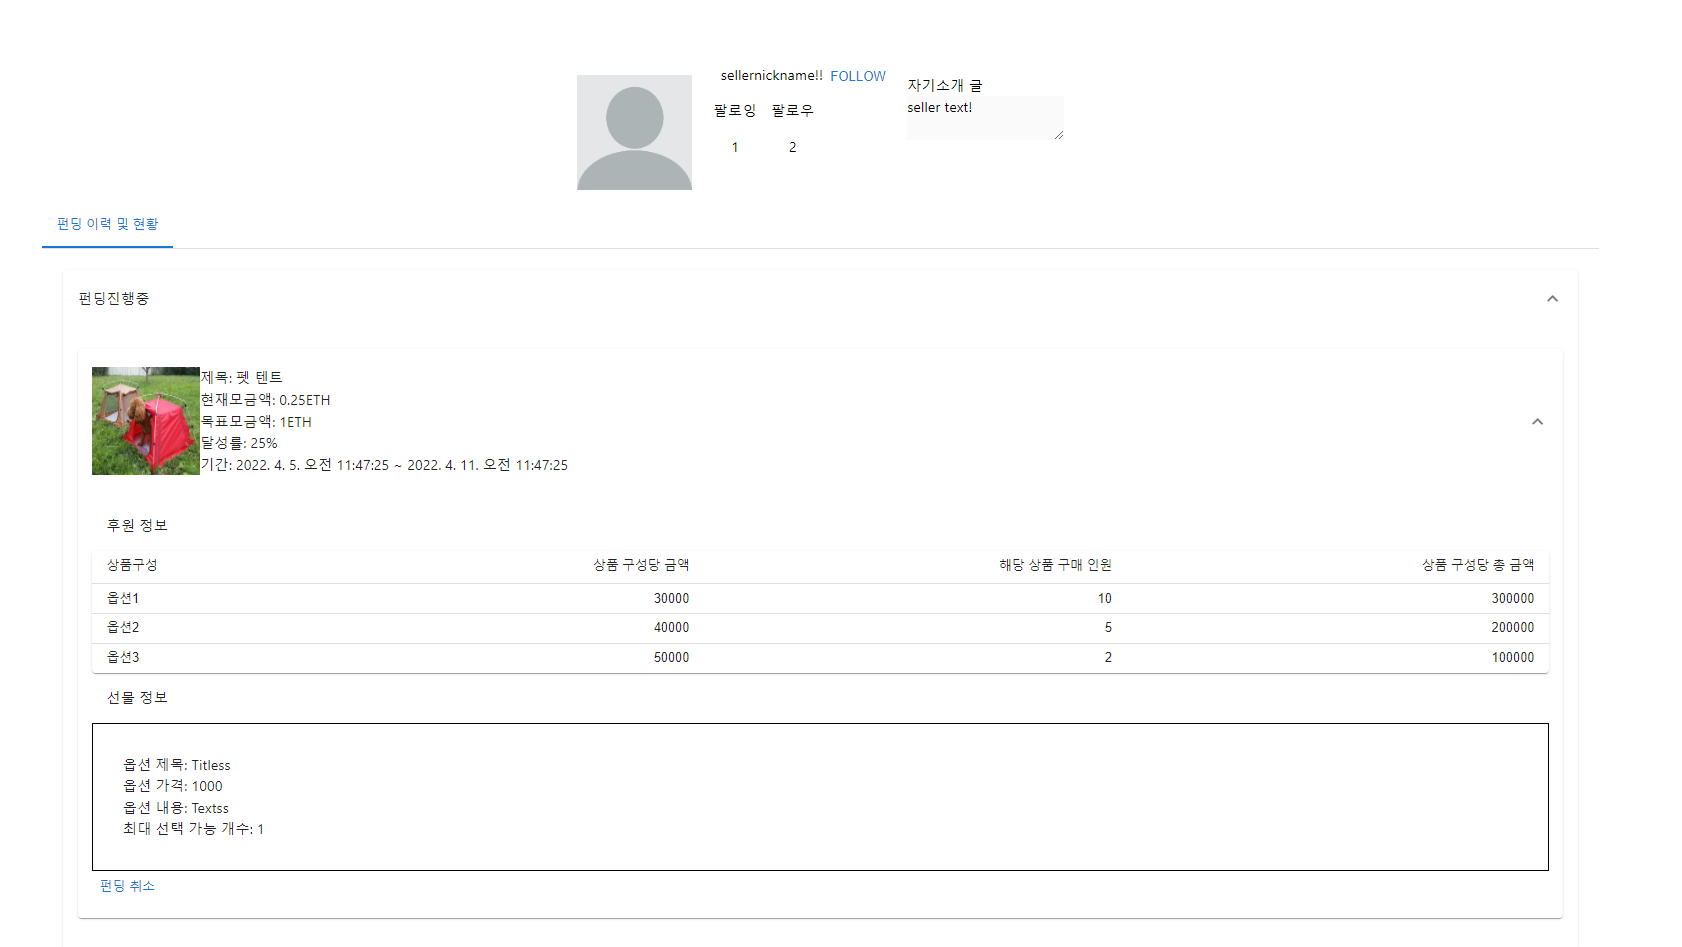 sellernickname!! FOLLOW
팔로잉 팔로우
1 2
자기소개 글
seller text!
펀딩 이력 및 현황
펀딩진행중
제목: 펫 텐트
현재모금액: 0.25ETH
목표모금액: 1ETH
달성률: 25%
기간: 2022. 4. 5. 오전 11:47:25 ~ 2022. 4. 11. 오전 11:47:25
후원 정보
상품구성 상품 구성당 금액 해당 상품 구매 인원 상품 구성당 총 금액
옵션1 30000 10 300000
옵션2 40000 5 200000
옵션3 50000 2 100000
선물 정보
옵션 제목: Titless
옵션 가격: 1000
옵션 내용: Textss
최대 선택 가능 개수: 1
펀딩 취소